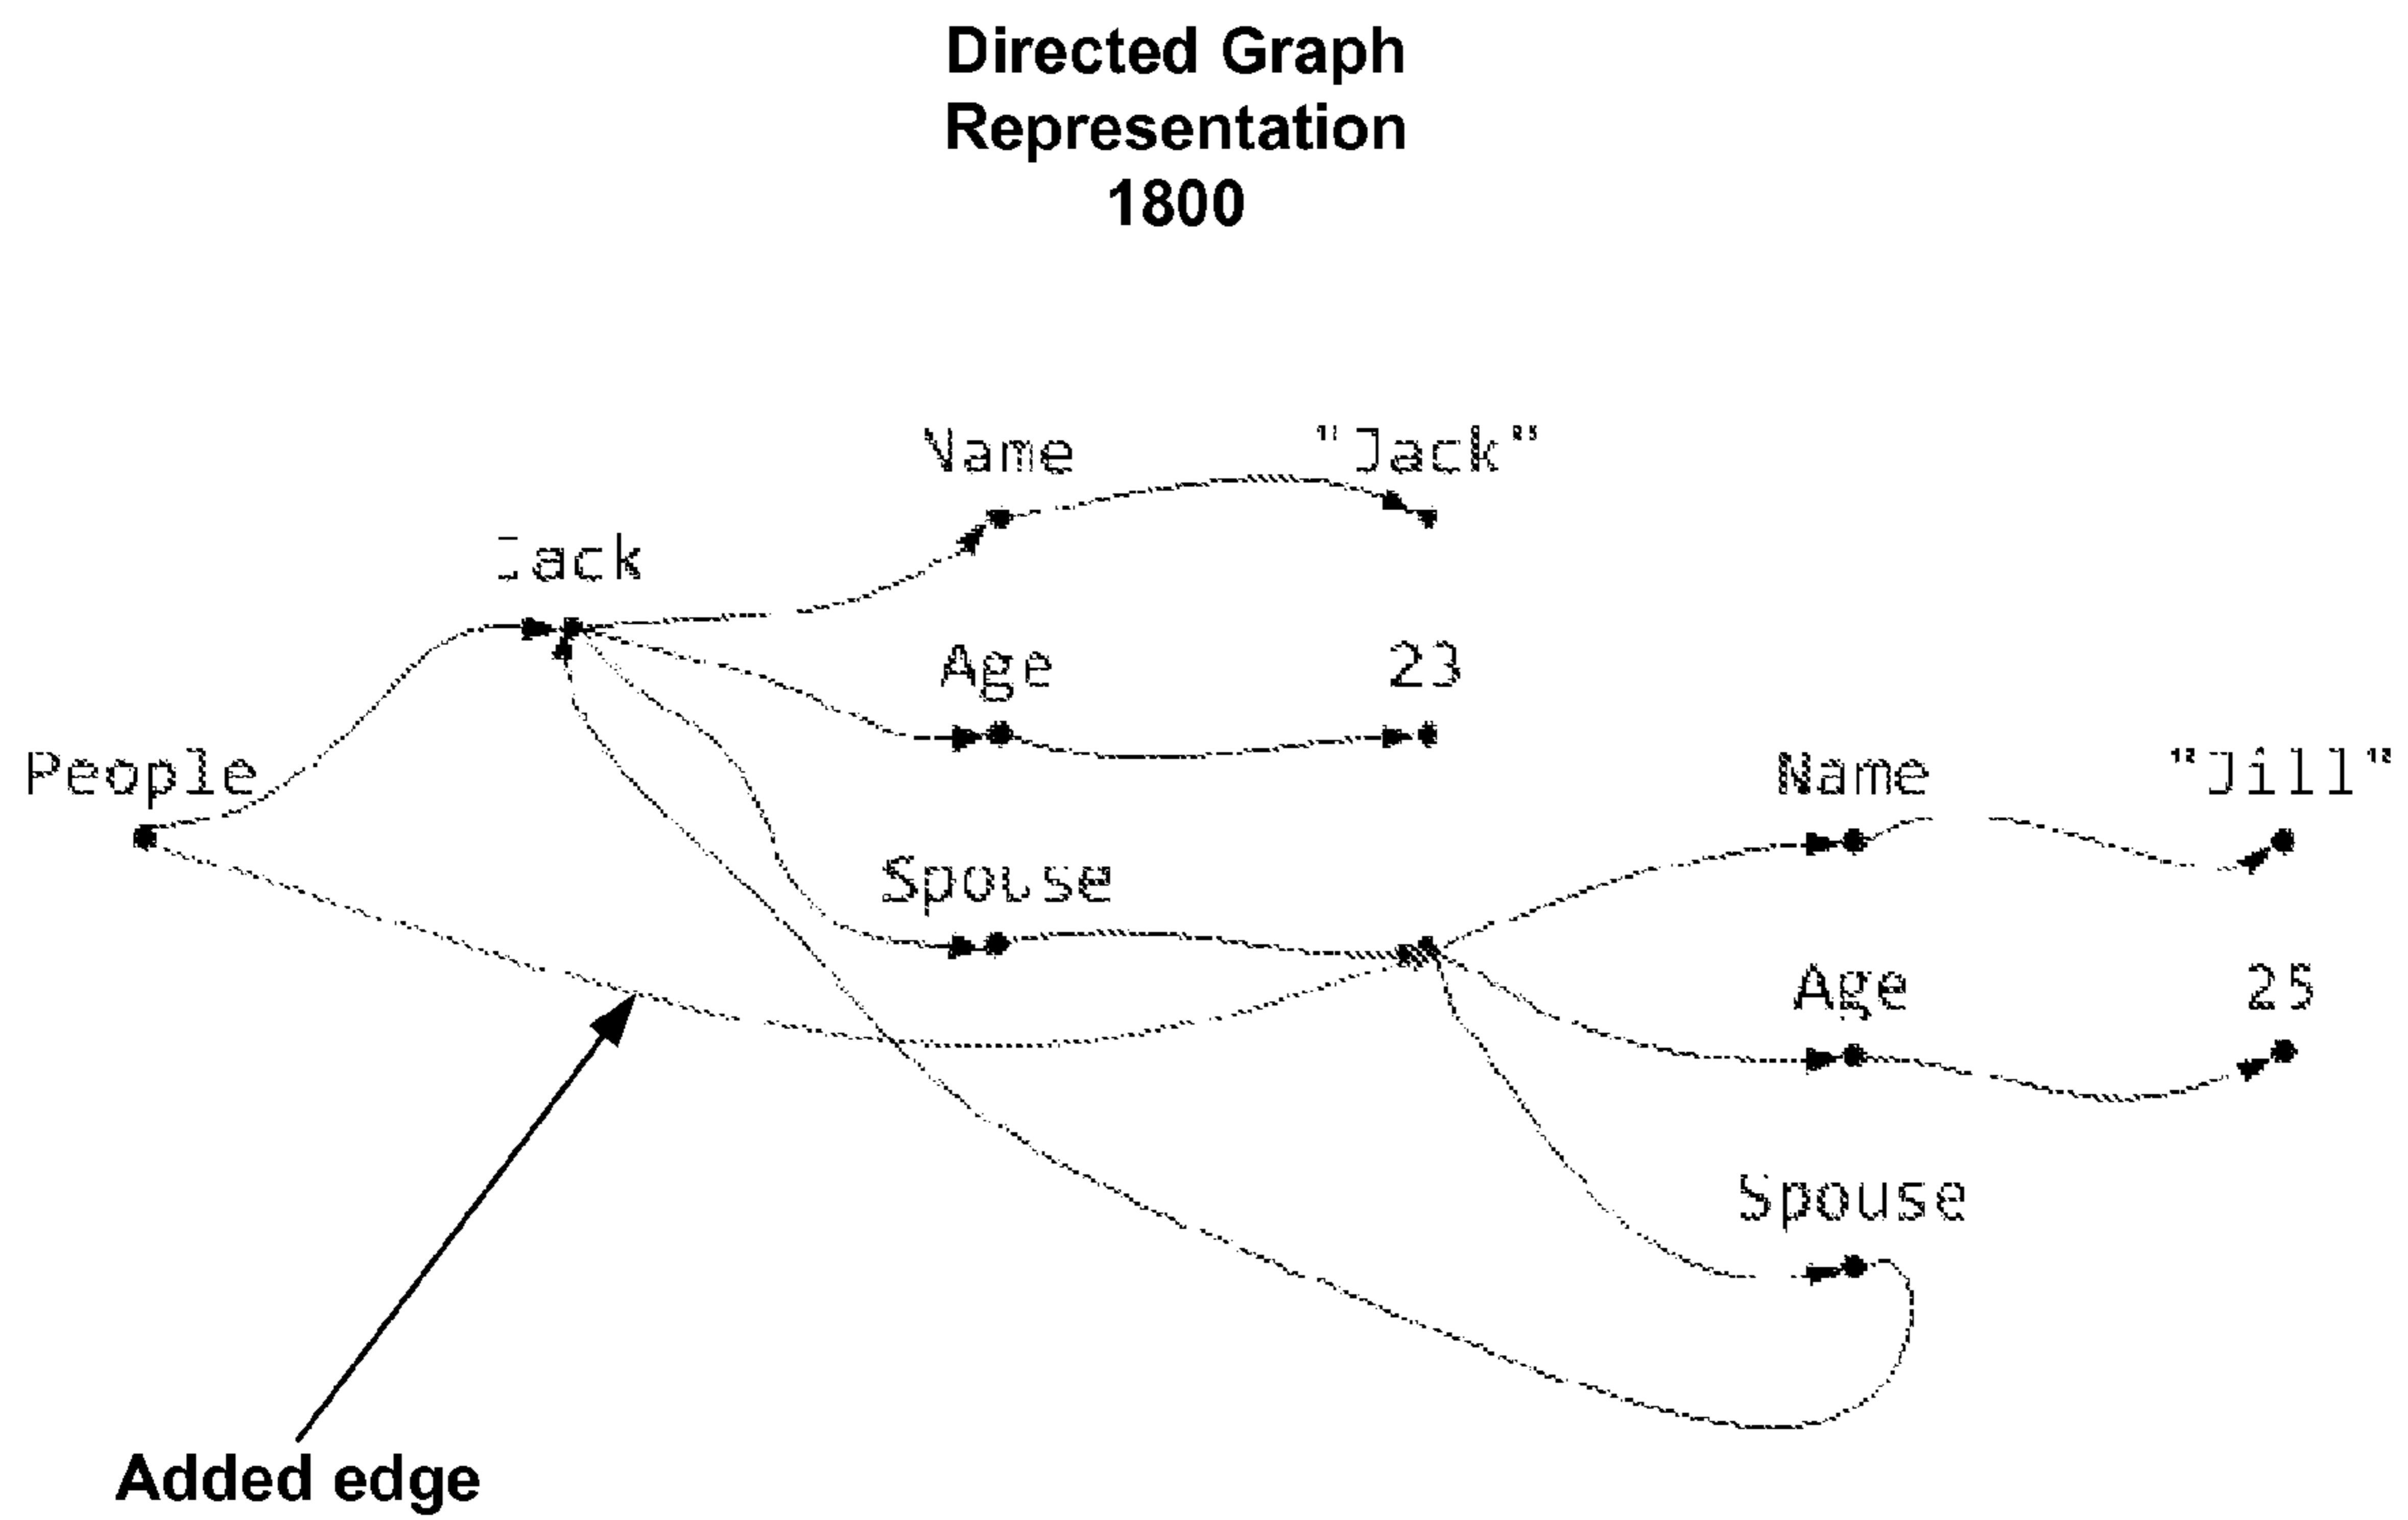 Directed Graph
Representation
1800
Name "Jack"
Jack
Age 23
People
Name "Jill"
Spouse
Age 25
Spouse
Added edge